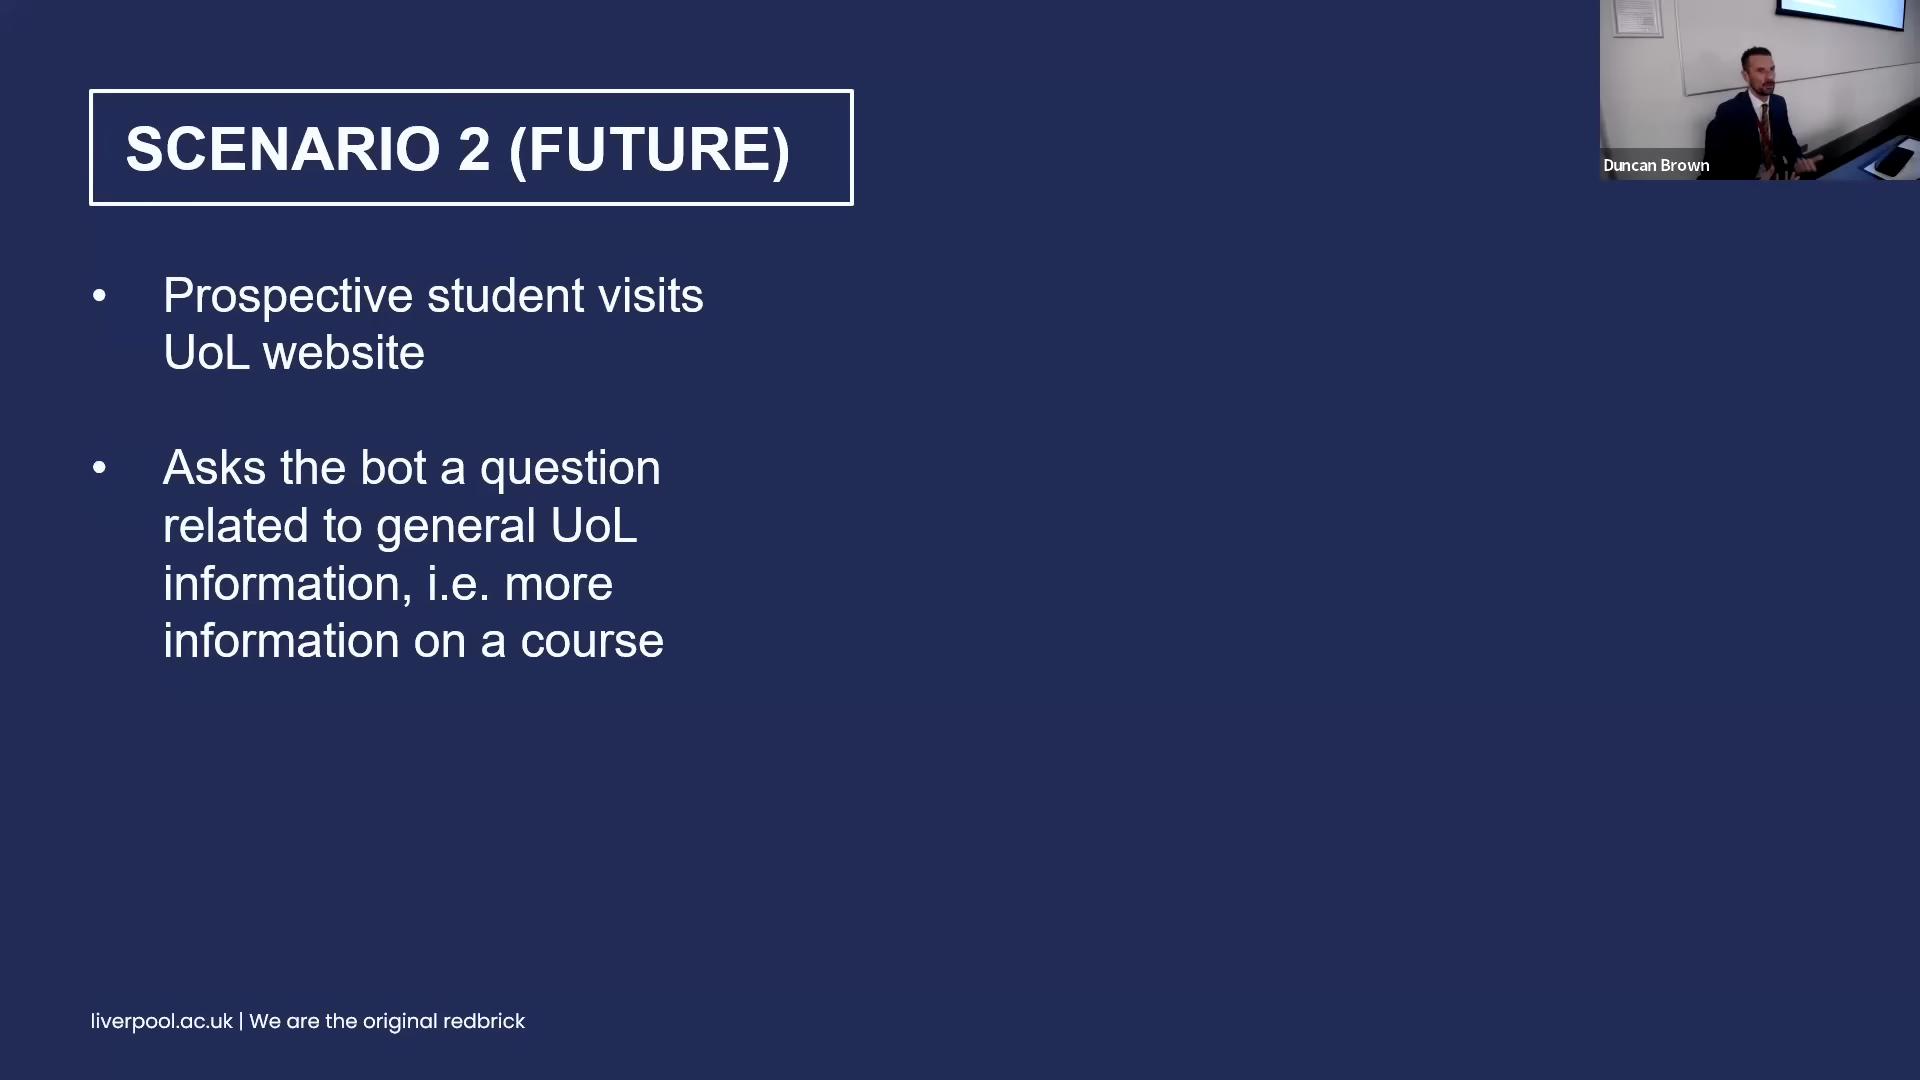 SCENARIO 2 (FUTURE)
Duncan Brown
• Prospective student visits
UoL website
• Asks the bot a question
related to general UoL
information, i.e. more
information on a course
liverpool.ac.uk | We are the original redbrick